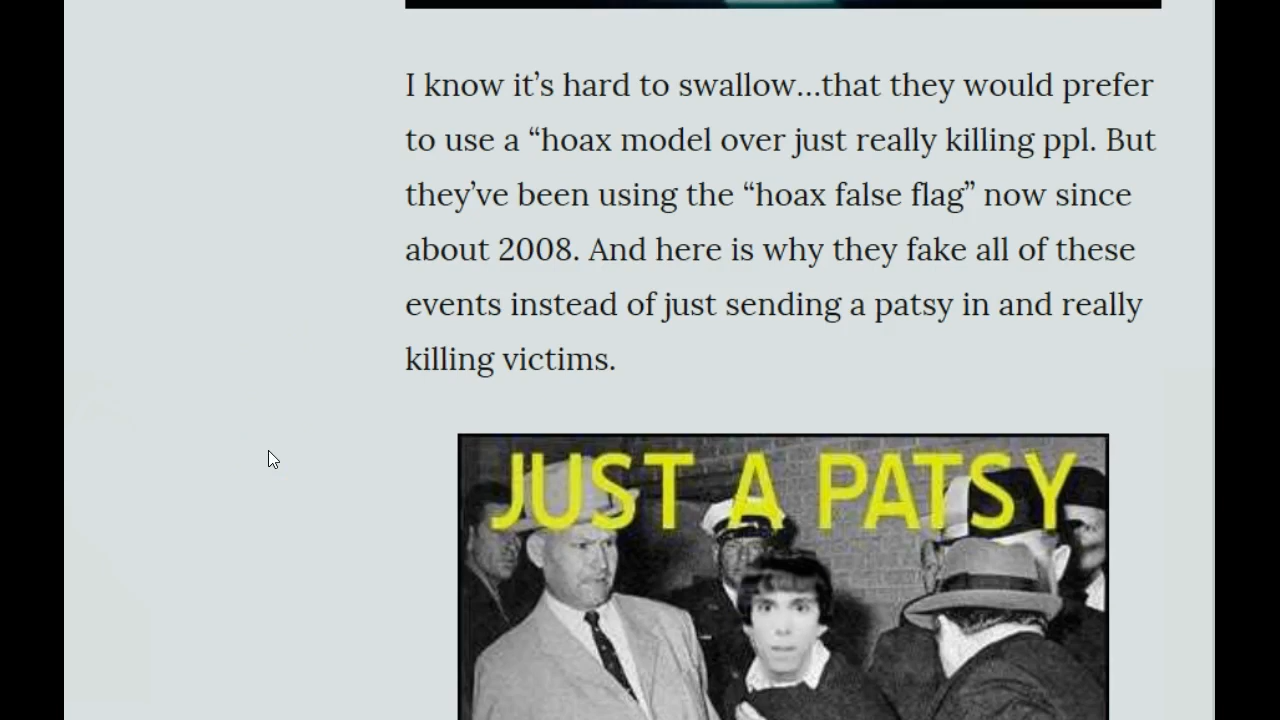 I know it’s hard to swallow…that they would prefer
to use a “hoax model over just really killing ppl. But
they’ve been using the “hoax false flag” now since
about 2008. And here is why they fake all of these
events instead of just sending a patsy in and really
killing victims.
JUST A PATSY